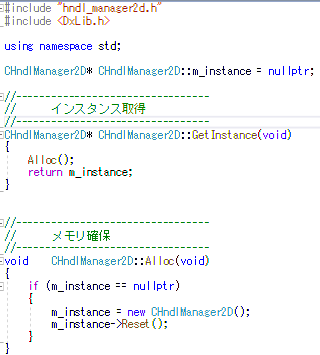 #include "hndl_manager2d.h"
#include <DxLib.h>
using namespace std;
CHndlManager2D* CHndlManager2D::m_instance = nullptr;
//------------------------------
// インスタンス取得
//------------------------------
CHndlManager2D* CHndlManager2D::GetInstance(void)
{
Alloc();
return m_instance;
}
//------------------------------
// メモリ確保
//------------------------------
void CHndlManager2D::Alloc(void)
{
if (m_instance == nullptr)
{
m_instance = new CHndlManager2D();
m_instance->Reset();
}
}